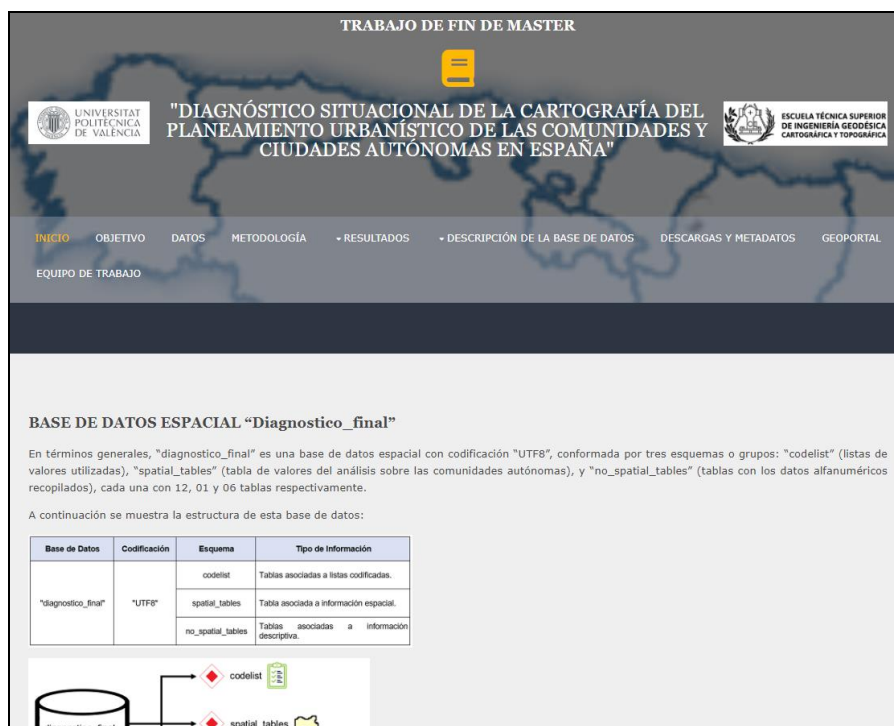 TRABAJO DE FIN DE MASTER
UNIVERSITAT
POLITÈCNICA
DE VALÈNCIA
"DIAGNÓSTICO SITUACIONAL DE LA CARTOGRAFÍA DEL
PLANEAMIENTO URBANÍSTICO DE LAS COMUNIDADES Y
CIUDADES AUTÓNOMAS EN ESPAÑA"
ESCUELA TÉCNICA SUPERIOR
DE INGENIERÍA GEODÉSICA
CARTOGRÁFICA Y TOPOGRÁFICA
INICIO OBJETIVO DATOS METODOLOGÍA RESULTADOS DESCRIPCIÓN DE LA BASE DE DATOS DESCARGAS Y METADATOS GEOPORTAL
EQUIPO DE TRABAJO
BASE DE DATOS ESPACIAL “Diagnostico_final”
En términos generales, “diagnostico_final” es una base de datos espacial con codificación “UTF8”, conformada por tres esquemas o grupos: “codelist” (listas de
valores utilizadas), “spatial_tables” (tabla de valores del análisis sobre las comunidades autónomas), y “no_spatial_tables” (tablas con los datos alfanuméricos
recopilados), cada una con 12, 01 y 06 tablas respectivamente.
A continuación se muestra la estructura de esta base de datos:
Base de Datos Codificación Esquema Tipo de Información
codelist Tablas asociadas a listas codificadas.
"diagnostico_final" "UTF8" spatial_tables Tabla asociada a información espacial.
no_spatial_tables Tablas asociadas a información
descriptiva.
codelist
spatial_tables